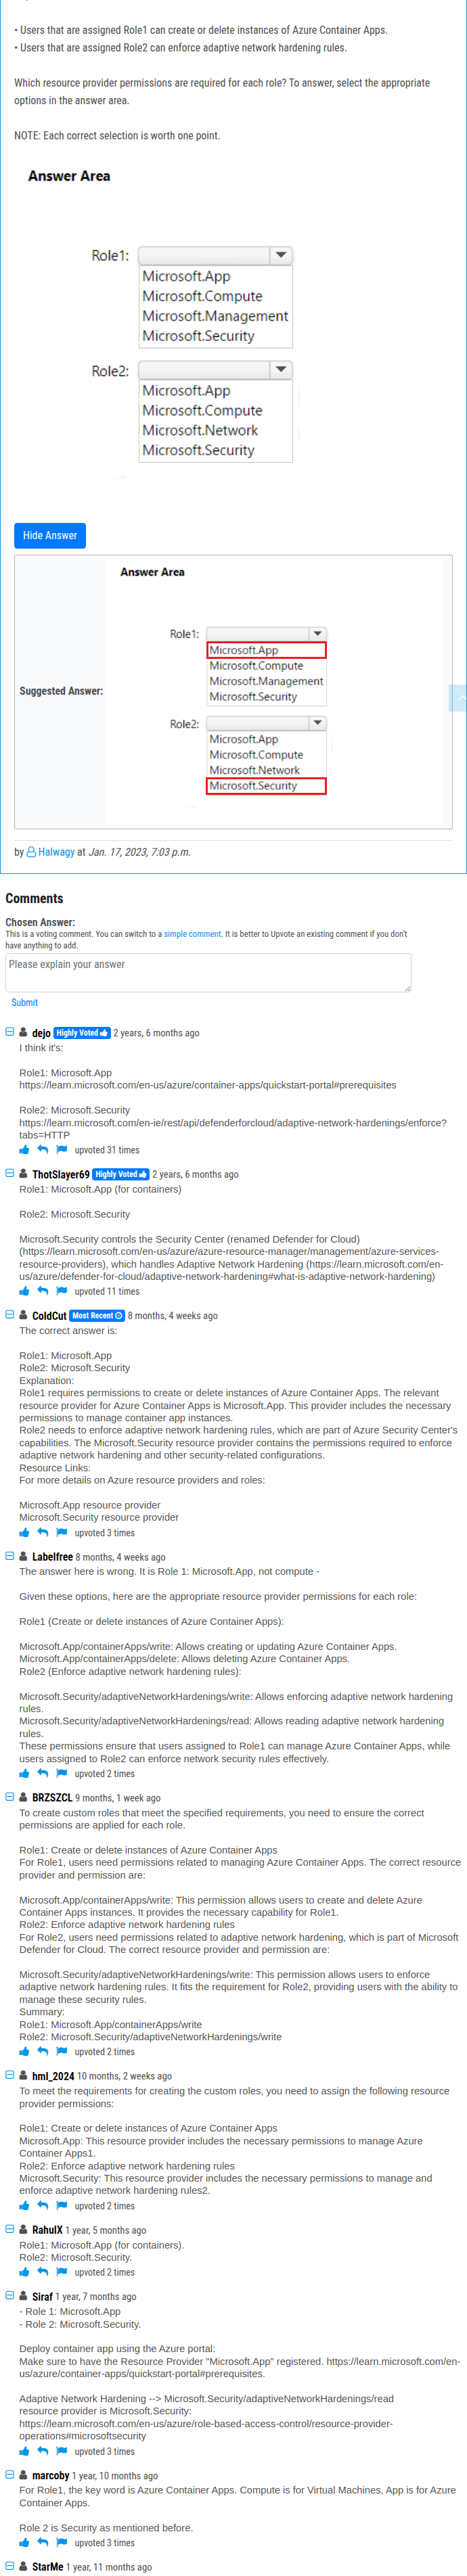 • Users that are assigned Role1 can create or delete instances of Azure Container Apps.
• Users that are assigned Role2 can enforce adaptive network hardening rules.
Which resource provider permissions are required for each role? To answer, select the appropriate
options in the answer area.
NOTE: Each correct selection is worth one point.
Answer Area
Role1:
Microsoft.App
Microsoft.Compute
Microsoft.Management
Microsoft.Security
Role2:
Microsoft.App
Microsoft.Compute
Microsoft.Network
Microsoft.Security
Hide Answer
Suggested Answer:
Answer Area
Role1:
Microsoft.App
Microsoft.Compute
Microsoft.Management
Microsoft.Security
Role2:
Microsoft.App
Microsoft.Compute
Microsoft.Network
Microsoft.Security
by Halwagy at Jan. 17, 2023, 7:03 p.m.
Comments
Chosen Answer:
This is a voting comment. You can switch to a simple comment. It is better to Upvote an existing comment if you don't
have anything to add.
Please explain your answer
Submit
dejo Highly Voted 2 years, 6 months ago
I think it's:
Role1: Microsoft.App
https://learn.microsoft.com/en-us/azure/container-apps/quickstart-portal#prerequisites
Role2: Microsoft.Security
https://learn.microsoft.com/en-ie/rest/api/defenderforcloud/adaptive-network-hardenings/enforce?
tabs=HTTP
upvoted 31 times
ThotSlayer69 Highly Voted 2 years, 6 months ago
Role1: Microsoft.App (for containers)
Role2: Microsoft.Security
Microsoft.Security controls the Security Center (renamed Defender for Cloud)
(https://learn.microsoft.com/en-us/azure/azure-resource-manager/management/azure-services-
resource-providers), which handles Adaptive Network Hardening (https://learn.microsoft.com/en-
us/azure/defender-for-cloud/adaptive-network-hardening#what-is-adaptive-network-hardening)
upvoted 11 times
ColdCut Most Recent 8 months, 4 weeks ago
The correct answer is:
Role1: Microsoft.App
Role2: Microsoft.Security
Explanation:
Role1 requires permissions to create or delete instances of Azure Container Apps. The relevant
resource provider for Azure Container Apps is Microsoft.App. This provider includes the necessary
permissions to manage container app instances.
Role2 needs to enforce adaptive network hardening rules, which are part of Azure Security Center's
capabilities. The Microsoft.Security resource provider contains the permissions required to enforce
adaptive network hardening and other security-related configurations.
Resource Links:
For more details on Azure resource providers and roles:
Microsoft.App resource provider
Microsoft.Security resource provider
upvoted 3 times
Labelfree 8 months, 4 weeks ago
The answer here is wrong. It is Role 1: Microsoft.App, not compute -
Given these options, here are the appropriate resource provider permissions for each role:
Role1 (Create or delete instances of Azure Container Apps):
Microsoft.App/containerApps/write: Allows creating or updating Azure Container Apps.
Microsoft.App/containerApps/delete: Allows deleting Azure Container Apps.
Role2 (Enforce adaptive network hardening rules):
Microsoft.Security/adaptiveNetworkHardenings/write: Allows enforcing adaptive network hardening
rules.
Microsoft.Security/adaptiveNetworkHardenings/read: Allows reading adaptive network hardening
rules.
These permissions ensure that users assigned to Role1 can manage Azure Container Apps, while
users assigned to Role2 can enforce network security rules effectively.
upvoted 2 times
BRZSZCL 9 months, 1 week ago
To create custom roles that meet the specified requirements, you need to ensure the correct
permissions are applied for each role.
Role1: Create or delete instances of Azure Container Apps
For Role1, users need permissions related to managing Azure Container Apps. The correct resource
provider and permission are:
Microsoft.App/containerApps/write: This permission allows users to create and delete Azure
Container Apps instances. It provides the necessary capability for Role1.
Role2: Enforce adaptive network hardening rules
For Role2, users need permissions related to adaptive network hardening, which is part of Microsoft
Defender for Cloud. The correct resource provider and permission are:
Microsoft.Security/adaptiveNetworkHardenings/write: This permission allows users to enforce
adaptive network hardening rules. It fits the requirement for Role2, providing users with the ability to
manage these security rules.
Summary:
Role1: Microsoft.App/containerApps/write
Role2: Microsoft.Security/adaptiveNetworkHardenings/write
upvoted 2 times
hml_2024 10 months, 2 weeks ago
To meet the requirements for creating the custom roles, you need to assign the following resource
provider permissions:
Role1: Create or delete instances of Azure Container Apps
Microsoft.App: This resource provider includes the necessary permissions to manage Azure
Container Apps1.
Role2: Enforce adaptive network hardening rules
Microsoft.Security: This resource provider includes the necessary permissions to manage and
enforce adaptive network hardening rules2.
upvoted 2 times
RahulX 1 year, 5 months ago
Role1: Microsoft.App (for containers).
Role2: Microsoft.Security.
upvoted 2 times
Siraf 1 year, 7 months ago
- Role 1: Microsoft.App
- Role 2: Microsoft.Security.
Deploy container app using the Azure portal:
Make sure to have the Resource Provider "Microsoft.App" registered. https://learn.microsoft.com/en-
us/azure/container-apps/quickstart-portal#prerequisites.
Adaptive Network Hardening --> Microsoft.Security/adaptiveNetworkHardenings/read
resource provider is Microsoft.Security:
https://learn.microsoft.com/en-us/azure/role-based-access-control/resource-provider-
operations#microsoftsecurity
upvoted 3 times
marcoby 1 year, 10 months ago
For Role1, the key word is Azure Container Apps. Compute is for Virtual Machines, App is for Azure
Container Apps.
Role 2 is Security as mentioned before.
upvoted 3 times
StarMe 1 year, 11 months ago